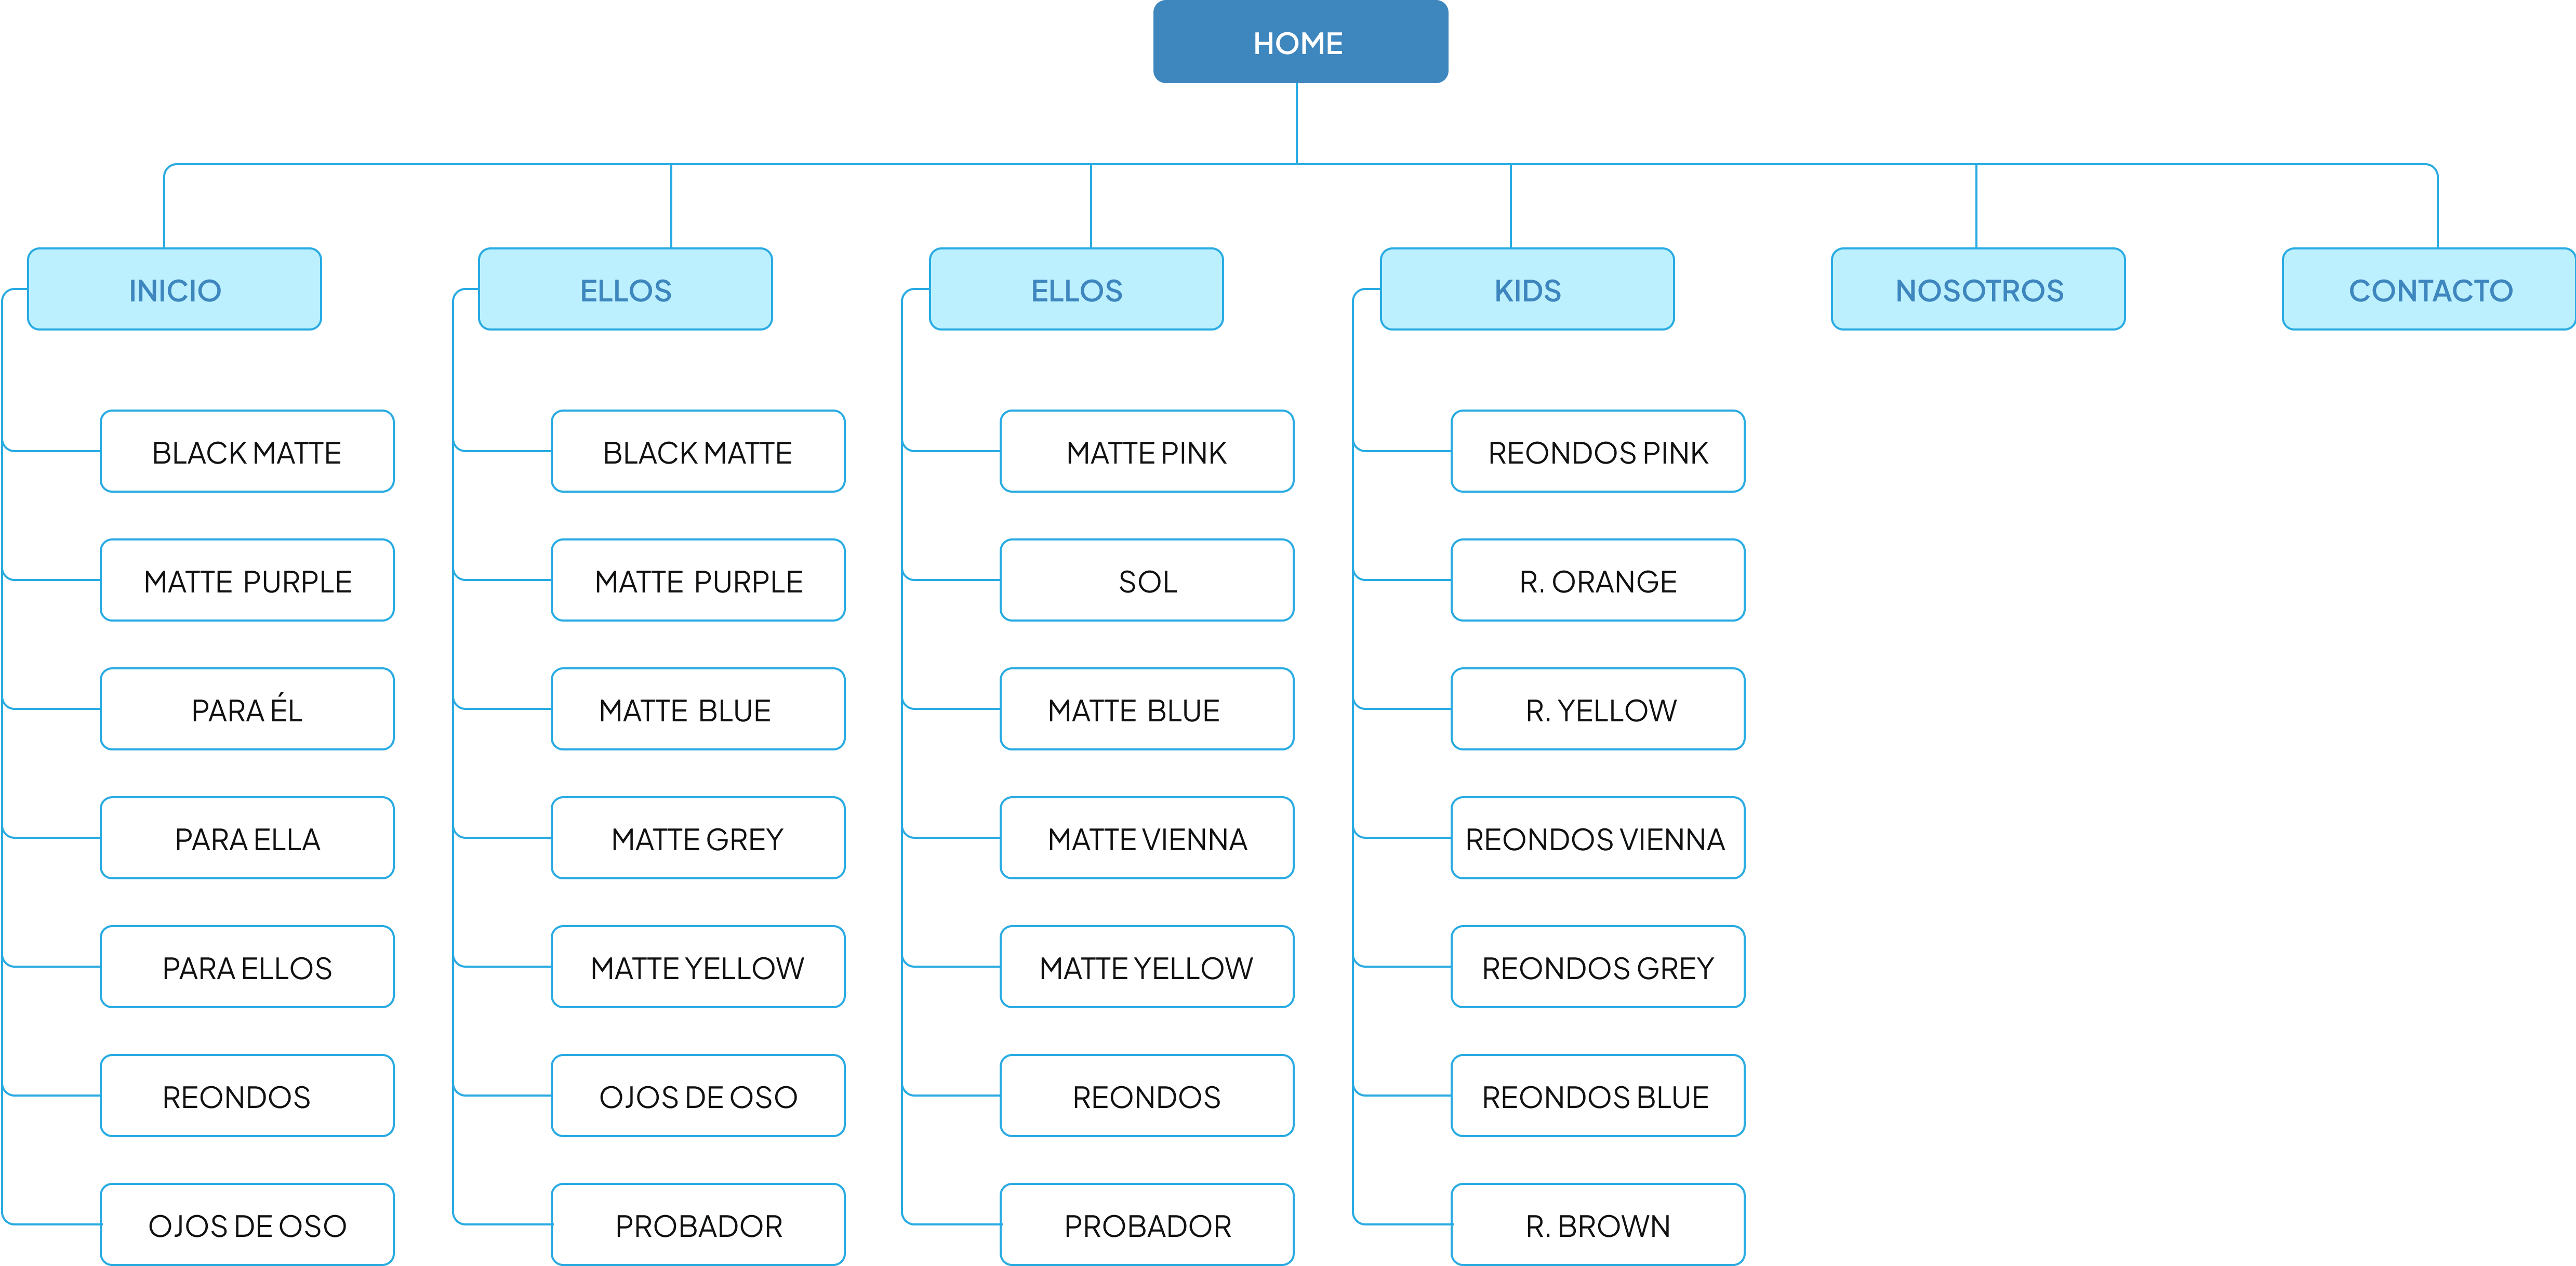 HOME
INICIO
ELLOS
ELLOS
KIDS
NOSOTROS
CONTACTO
BLACK MATTE
MATTE PURPLE
PARA ÉL
PARA ELLA
PARA ELLOS
REONDOS
OJOS DE OSO
BLACK MATTE
MATTE PURPLE
MATTE BLUE
MATTE GREY
MATTE YELLOW
OJOS DE OSO
PROBADOR
MATTE PINK
SOL
MATTE BLUE
MATTE VIENNA
MATTE YELLOW
REONDOS
PROBADOR
REONDOS PINK
R. ORANGE
R. YELLOW
REONDOS VIENNA
REONDOS GREY
REONDOS BLUE
R. BROWN